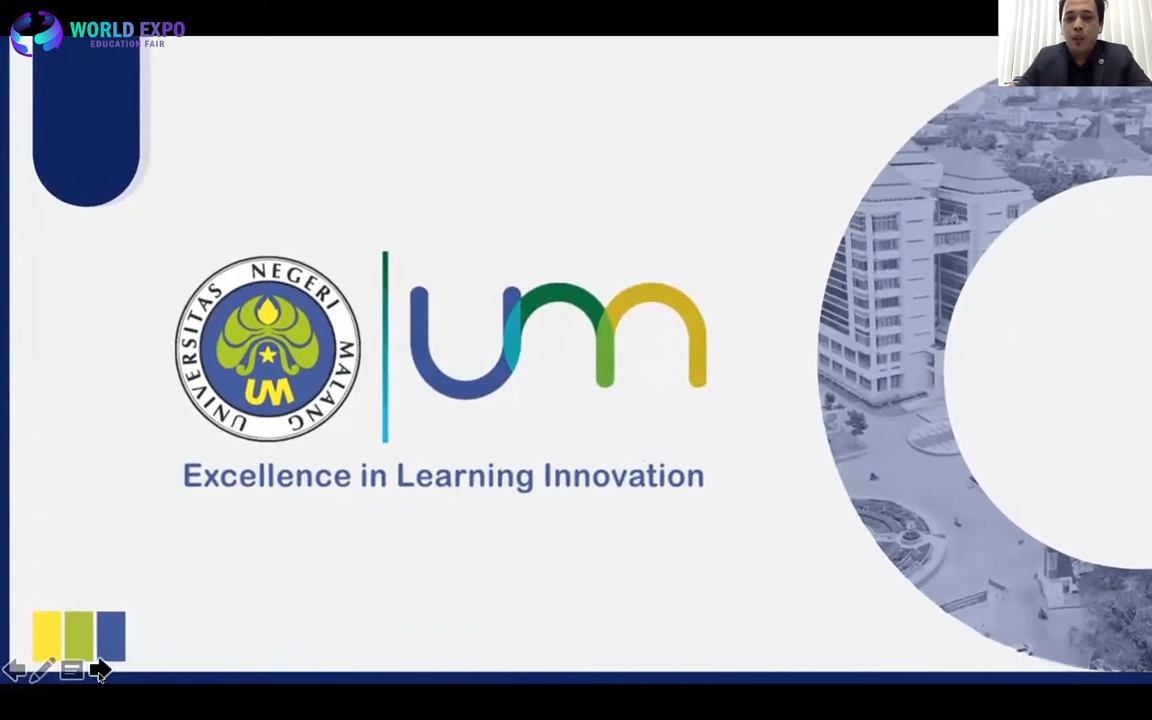 WORLD EXPO
EDUCATION FAIR
UNIVERSITAS NEGERI MALANG
UM
um
Excellence in Learning Innovation